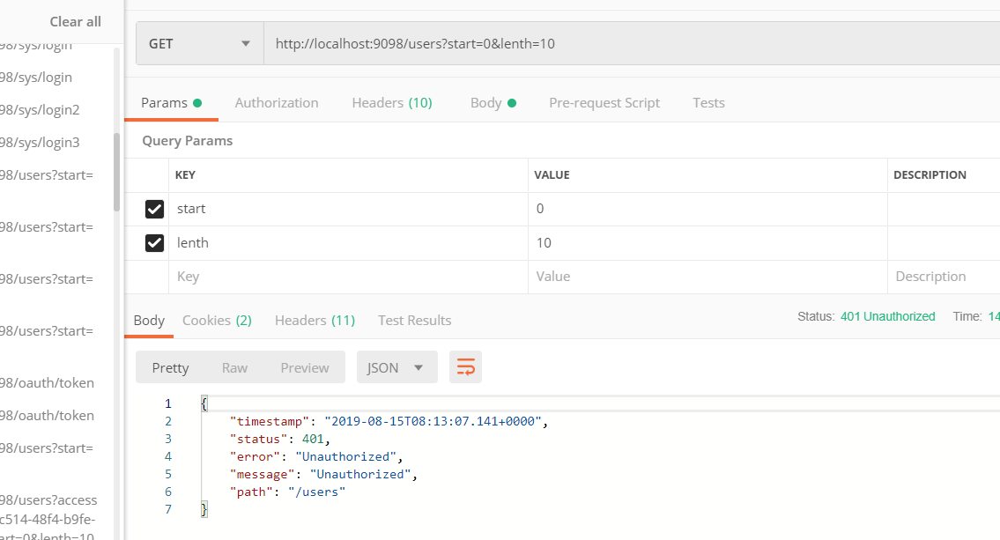 Clear all
98/sys/login
98/sys/login
98/sys/login2
98/sys/login3
98/users?start=
98/users?start=
98/users?start=
98/users?start=
98/oauth/token
98/oauth/token
98/users?start=
98/users?access
c514-48f4-b9fe-
art=0&lenth=10
GET http://localhost:9098/users?start=0&lenth=10
Params Authorization Headers (10) Body Pre-request Script Tests
Query Params
KEY VALUE DESCRIPTION
start 0
lenth 10
Key Value Description
Body Cookies (2) Headers (11) Test Results Status: 401 Unauthorized Time: 14
Pretty Raw Preview JSON
1 {
2 "timestamp": "2019-08-15T08:13:07.141+0000",
3 "status": 401,
4 "error": "Unauthorized",
5 "message": "Unauthorized",
6 "path": "/users"
7 }